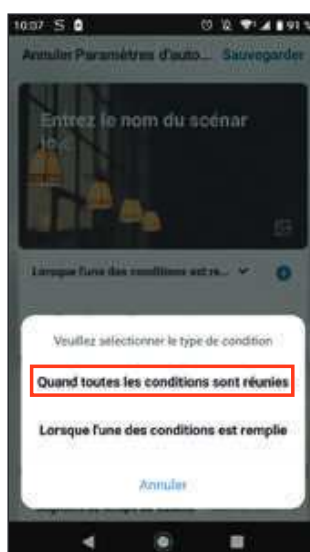 10:07 S 91 %
Annuler Paramètres d'auto... Sauvegarder
Entrez le nom du scénar
io...
Lorsque l'une des conditions est re...
Veuillez sélectionner le type de condition
Quand toutes les conditions sont réunies
Lorsque l'une des conditions est remplie
Annuler